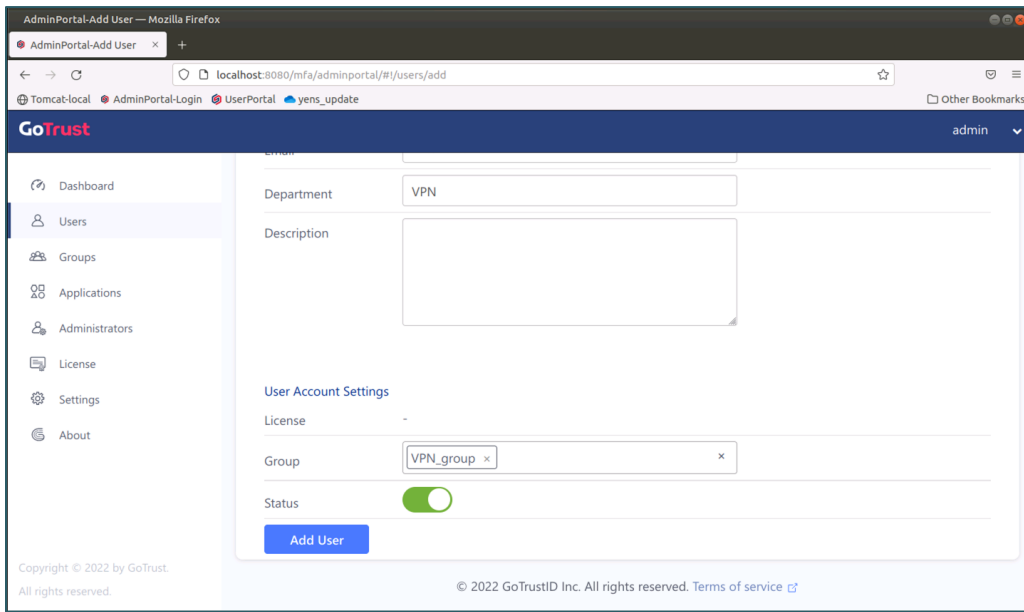 AdminPortal-Add User — Mozilla Firefox
AdminPortal-Add User × +
localhost:8080/mfa/adminportal/#!/users/add
Tomcat-local AdminPortal-Login UserPortal yens_update Other Bookmarks
GoTrust admin
Email
Dashboard
Department VPN
Users
Description
Groups
Applications
Administrators
License
Settings
User Account Settings
License -
About
Group VPN_group × ×
Status
Add User
Copyright © 2022 by GoTrust.
All rights reserved.
© 2022 GoTrustID Inc. All rights reserved. Terms of service